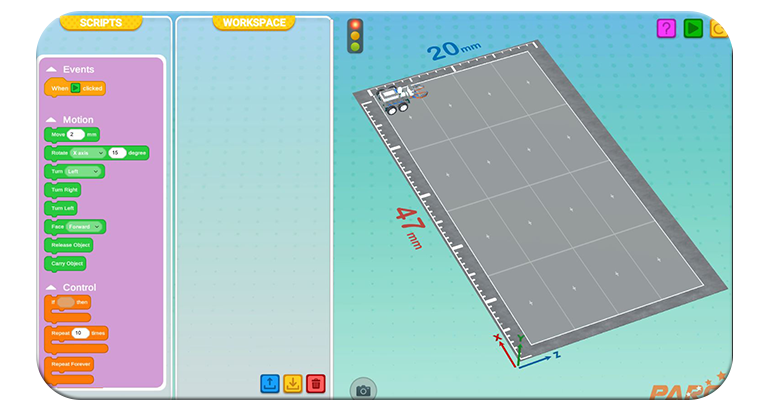 SCRIPTS
WORKSPACE
Events
When clicked
Motion
Move 2 mm
Rotate X axis 15 degree
Turn Left
Turn Right
Turn Left
Face Forward
Release Object
Carry Object
Control
If then
Repeat 10 times
Repeat Forever
20 mm
47 mm
X
Y
Z
?